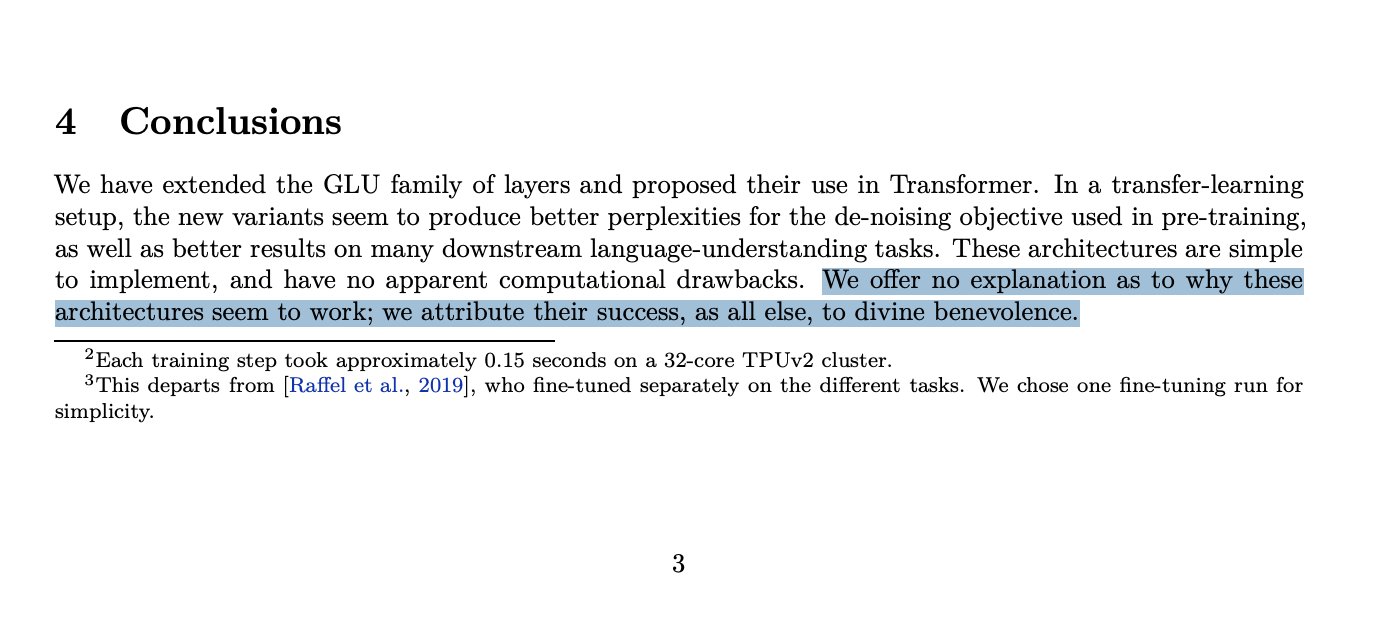 4 Conclusions
We have extended the GLU family of layers and proposed their use in Transformer. In a transfer-learning
setup, the new variants seem to produce better perplexities for the de-noising objective used in pre-training,
as well as better results on many downstream language-understanding tasks. These architectures are simple
to implement, and have no apparent computational drawbacks. We offer no explanation as to why these
architectures seem to work; we attribute their success, as all else, to divine benevolence.
²Each training step took approximately 0.15 seconds on a 32-core TPUv2 cluster.
³This departs from [Raffel et al., 2019], who fine-tuned separately on the different tasks. We chose one fine-tuning run for
simplicity.
3